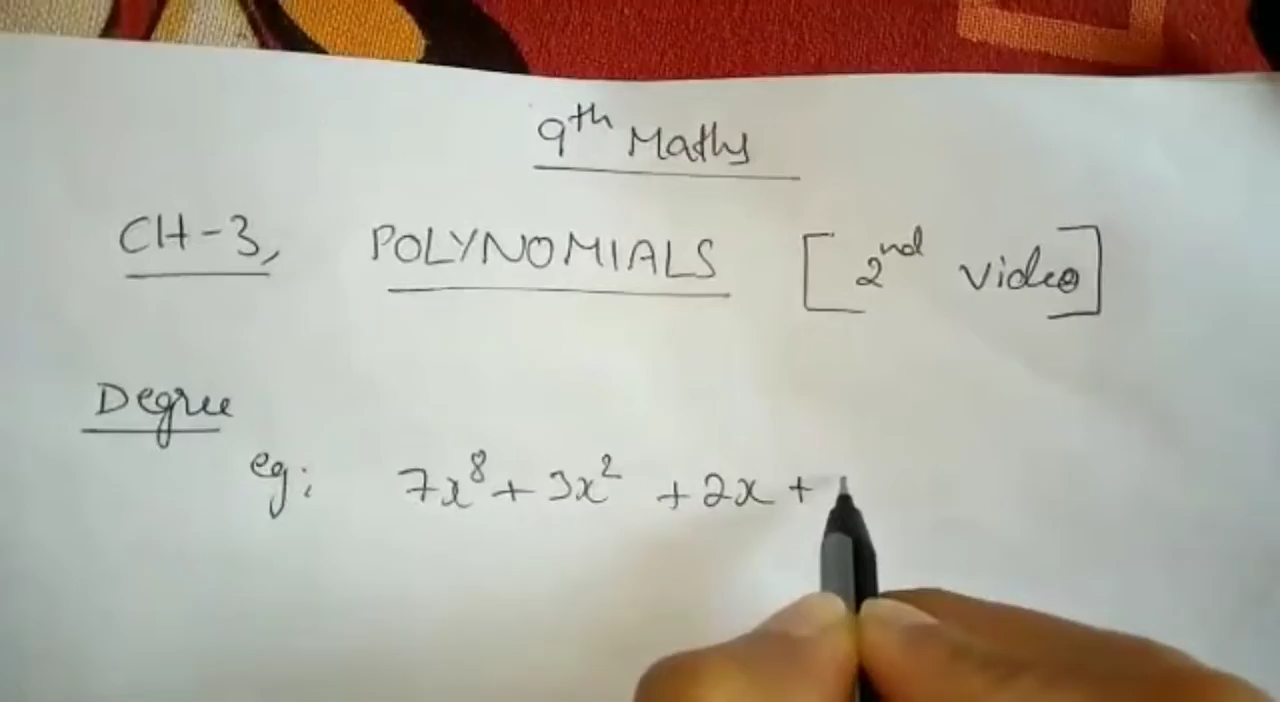 9th Maths
CH-3, POLYNOMIALS [2nd video]
Degree
eg; 7x⁸ + 3x² + 2x +